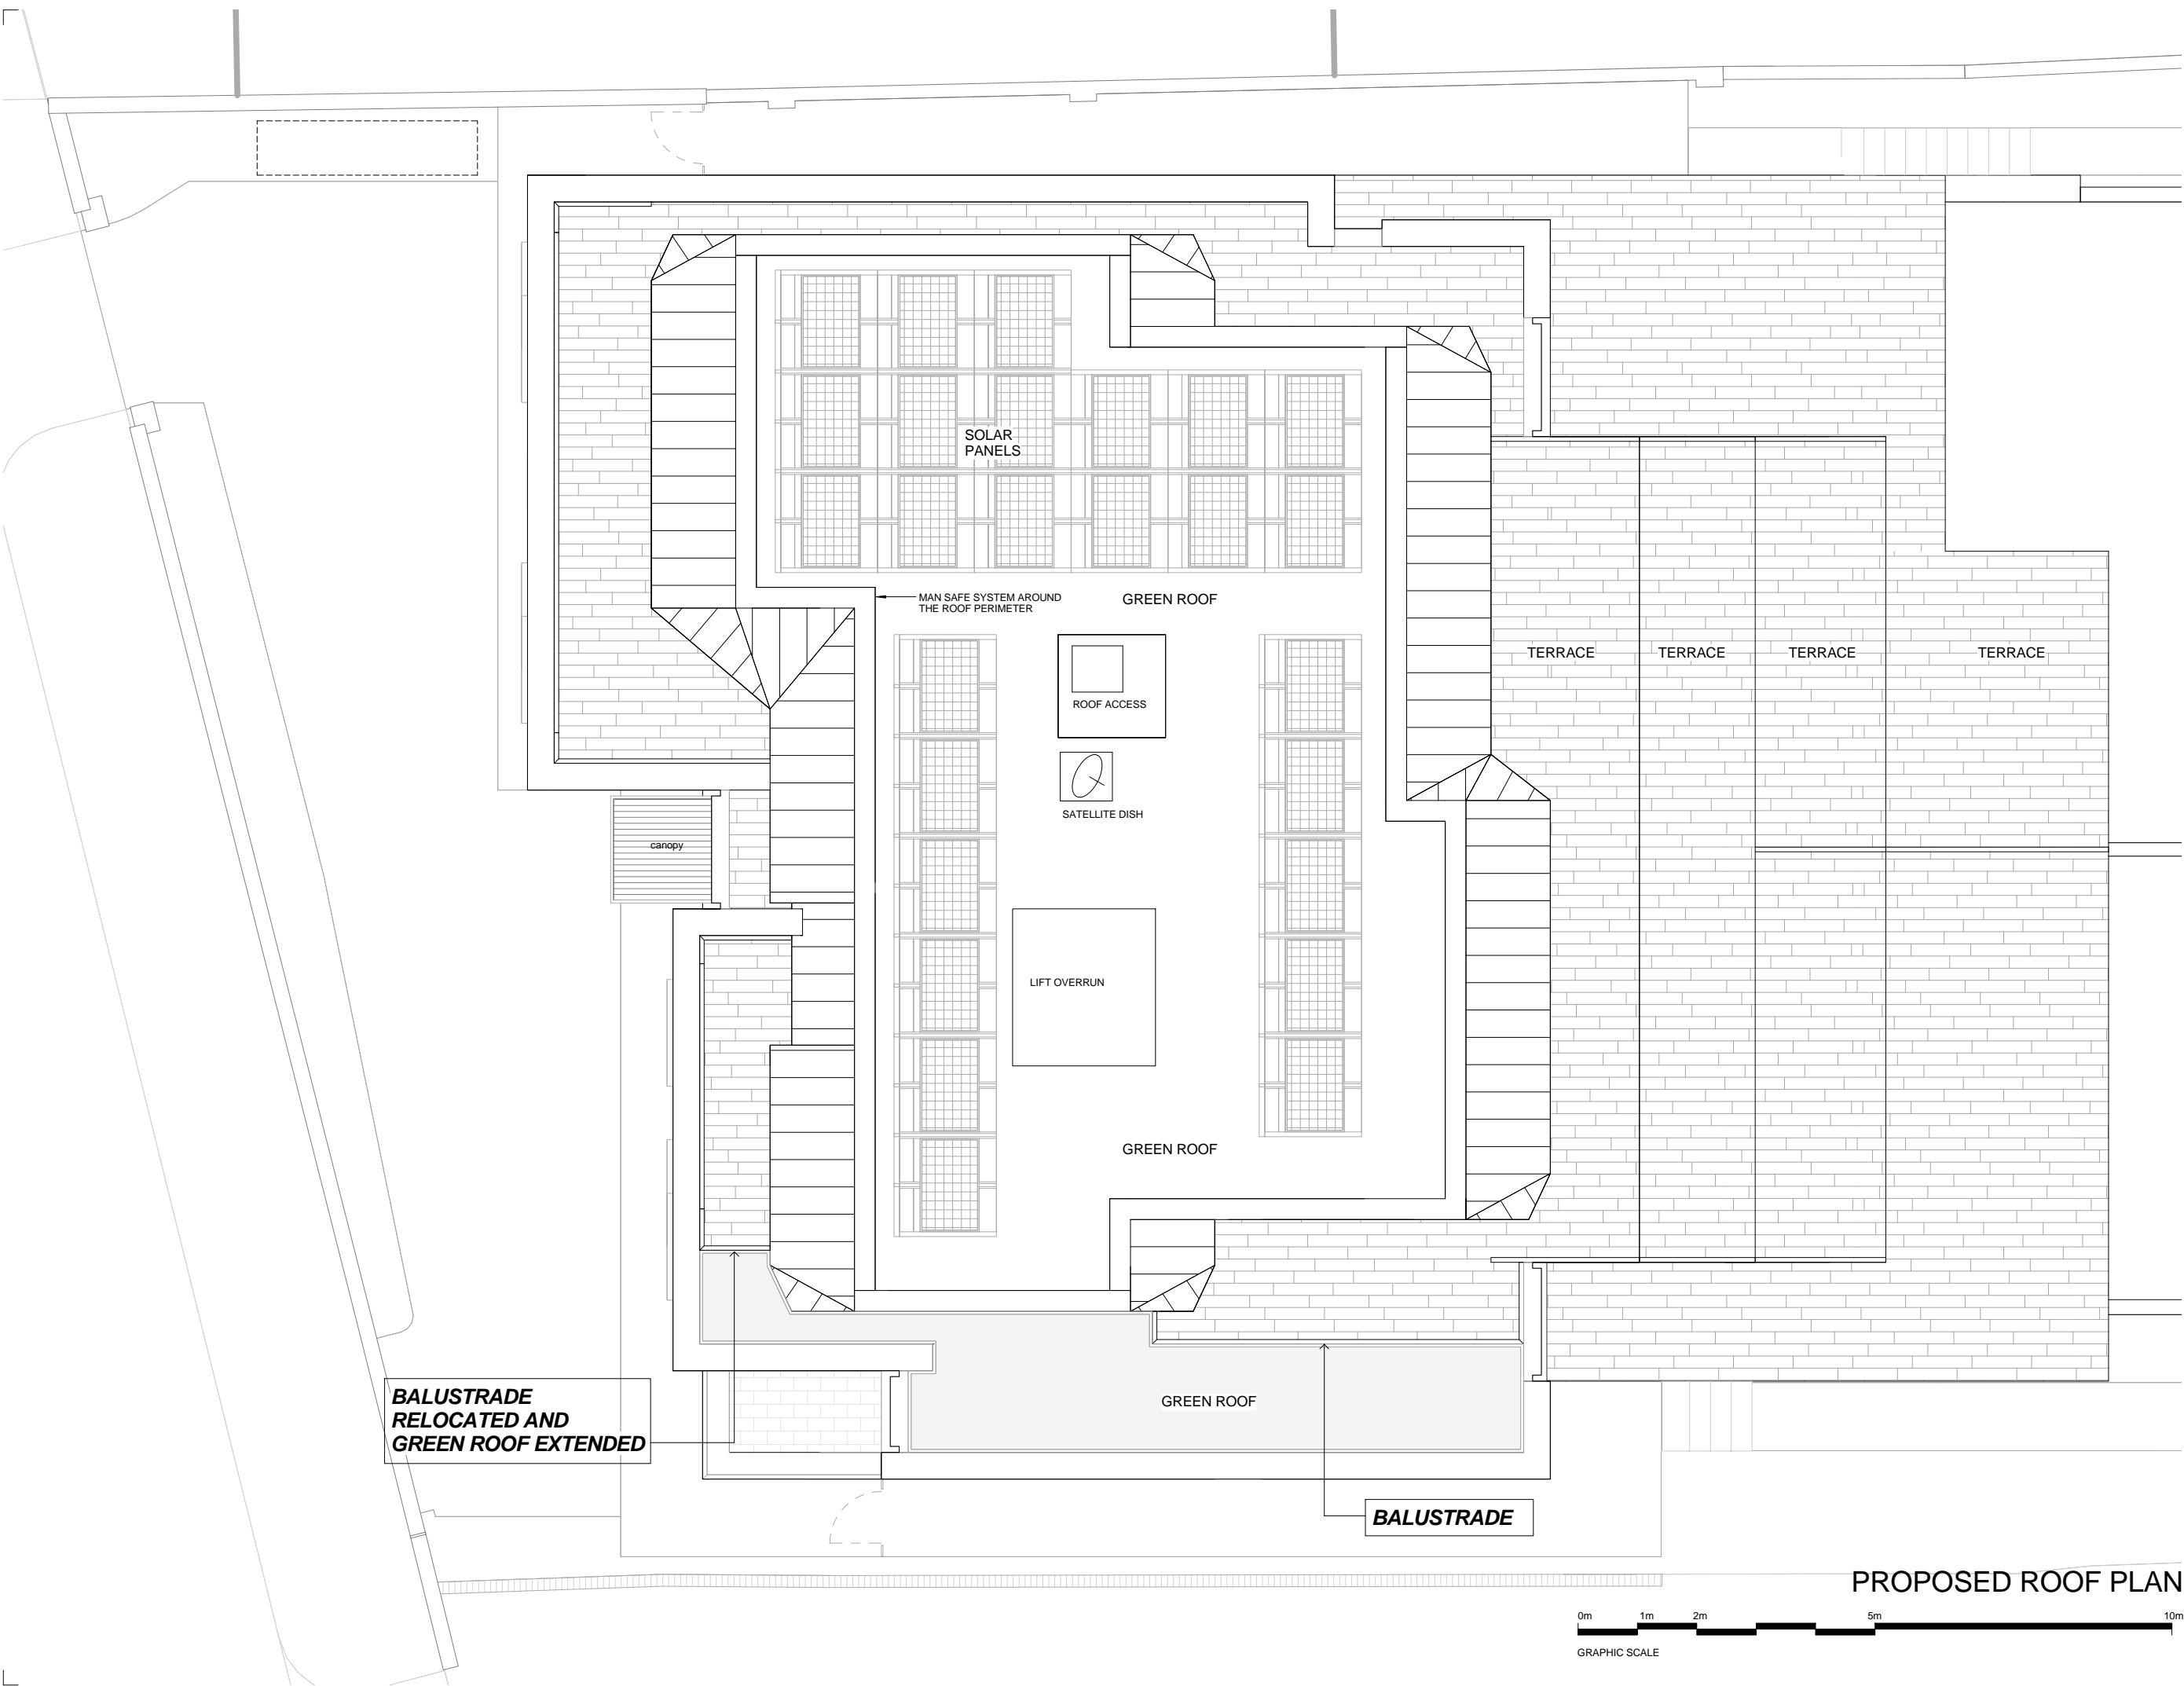 SOLAR
PANELS
MAN SAFE SYSTEM AROUND
THE ROOF PERIMETER
GREEN ROOF
TERRACE
TERRACE
TERRACE
TERRACE
ROOF ACCESS
SATELLITE DISH
canopy
LIFT OVERRUN
GREEN ROOF
BALUSTRADE
RELOCATED AND
GREEN ROOF EXTENDED
GREEN ROOF
BALUSTRADE
PROPOSED ROOF PLAN
0m 1m 2m 5m 10m
GRAPHIC SCALE